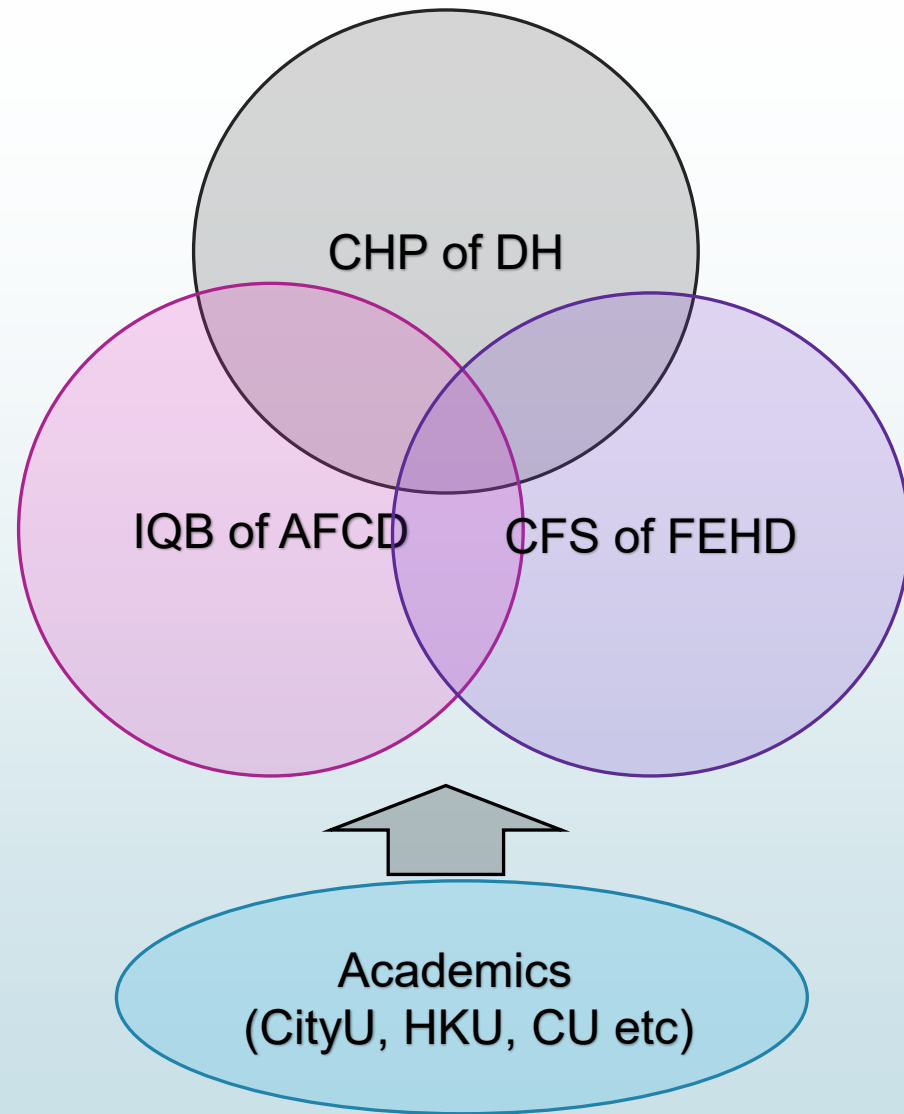 CHP of DH
IQB of AFCD
CFS of FEHD
Academics
(CityU, HKU, CU etc)